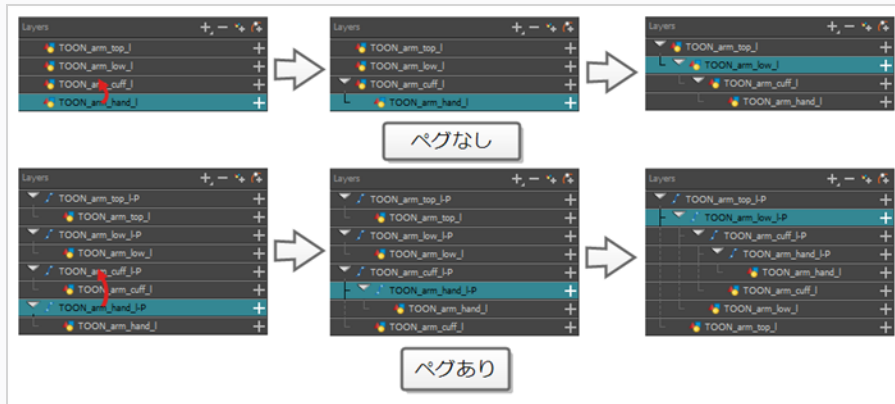 Layers
TOON_arm_top_l
TOON_arm_low_l
TOON_arm_cuff_l
TOON_arm_hand_l
Layers
TOON_arm_top_l
TOON_arm_low_l
TOON_arm_cuff_l
TOON_arm_hand_l
Layers
TOON_arm_top_l
TOON_arm_low_l
TOON_arm_cuff_l
TOON_arm_hand_l
ペグなし
Layers
TOON_arm_top_l-P
TOON_arm_top_l
TOON_arm_low_l-P
TOON_arm_low_l
TOON_arm_cuff_l-P
TOON_arm_cuff_l
TOON_arm_hand_l-P
TOON_arm_hand_l
Layers
TOON_arm_top_l-P
TOON_arm_top_l
TOON_arm_low_l-P
TOON_arm_low_l
TOON_arm_cuff_l-P
TOON_arm_hand_l-P
TOON_arm_hand_l
TOON_arm_cuff_l
Layers
TOON_arm_top_l-P
TOON_arm_low_l-P
TOON_arm_cuff_l-P
TOON_arm_hand_l-P
TOON_arm_hand_l
TOON_arm_cuff_l
TOON_arm_low_l
TOON_arm_top_l
ペグあり